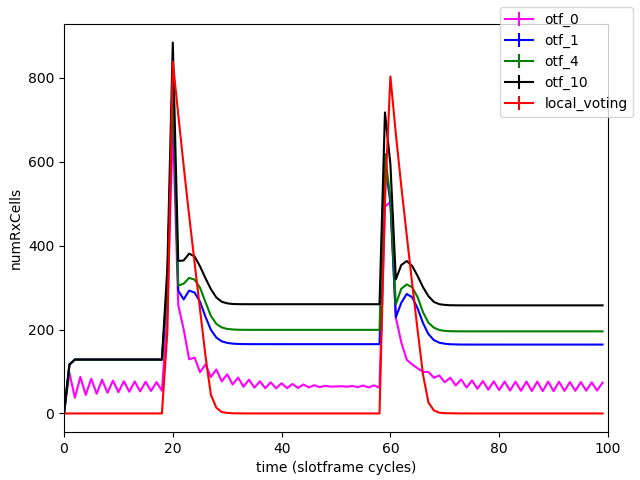 otf_0
otf_1
otf_4
otf_10
local_voting
numRxCells
800
600
400
200
0
0 20 40 60 80 100
time (slotframe cycles)